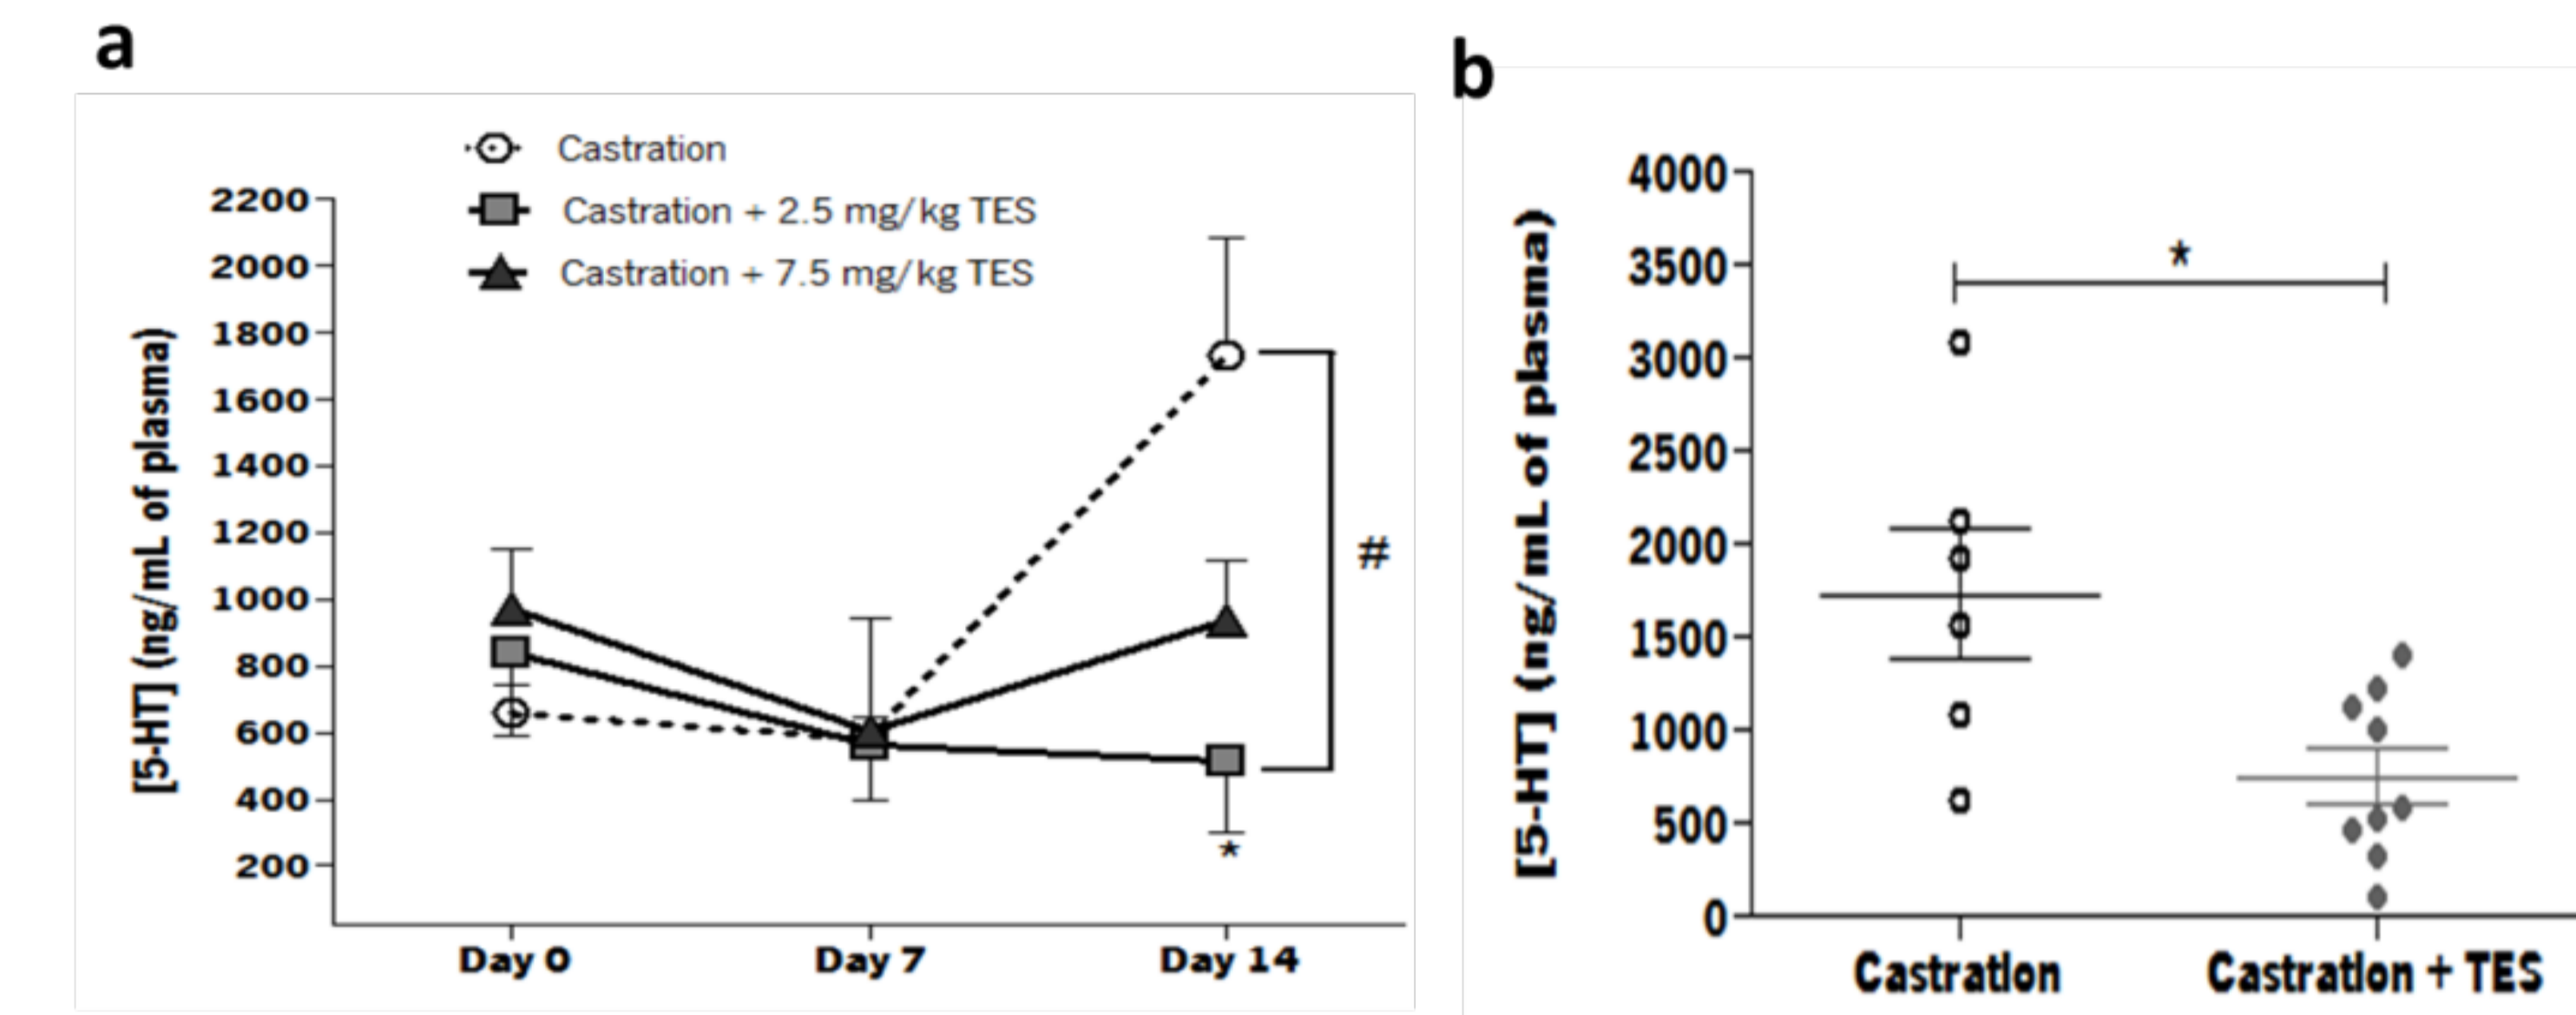 a
Castration
Castration + 2.5 mg/kg TES
Castration + 7.5 mg/kg TES
[5-HT] (ng/mL of plasma)
2200
2000
1800
1600
1400
1200
1000
800
600
400
200
#
*
Day 0 Day 7 Day 14
b
[5-HT] (ng/mL of plasma)
4000
3500
3000
2500
2000
1500
1000
500
0
*
Castration Castration + TES